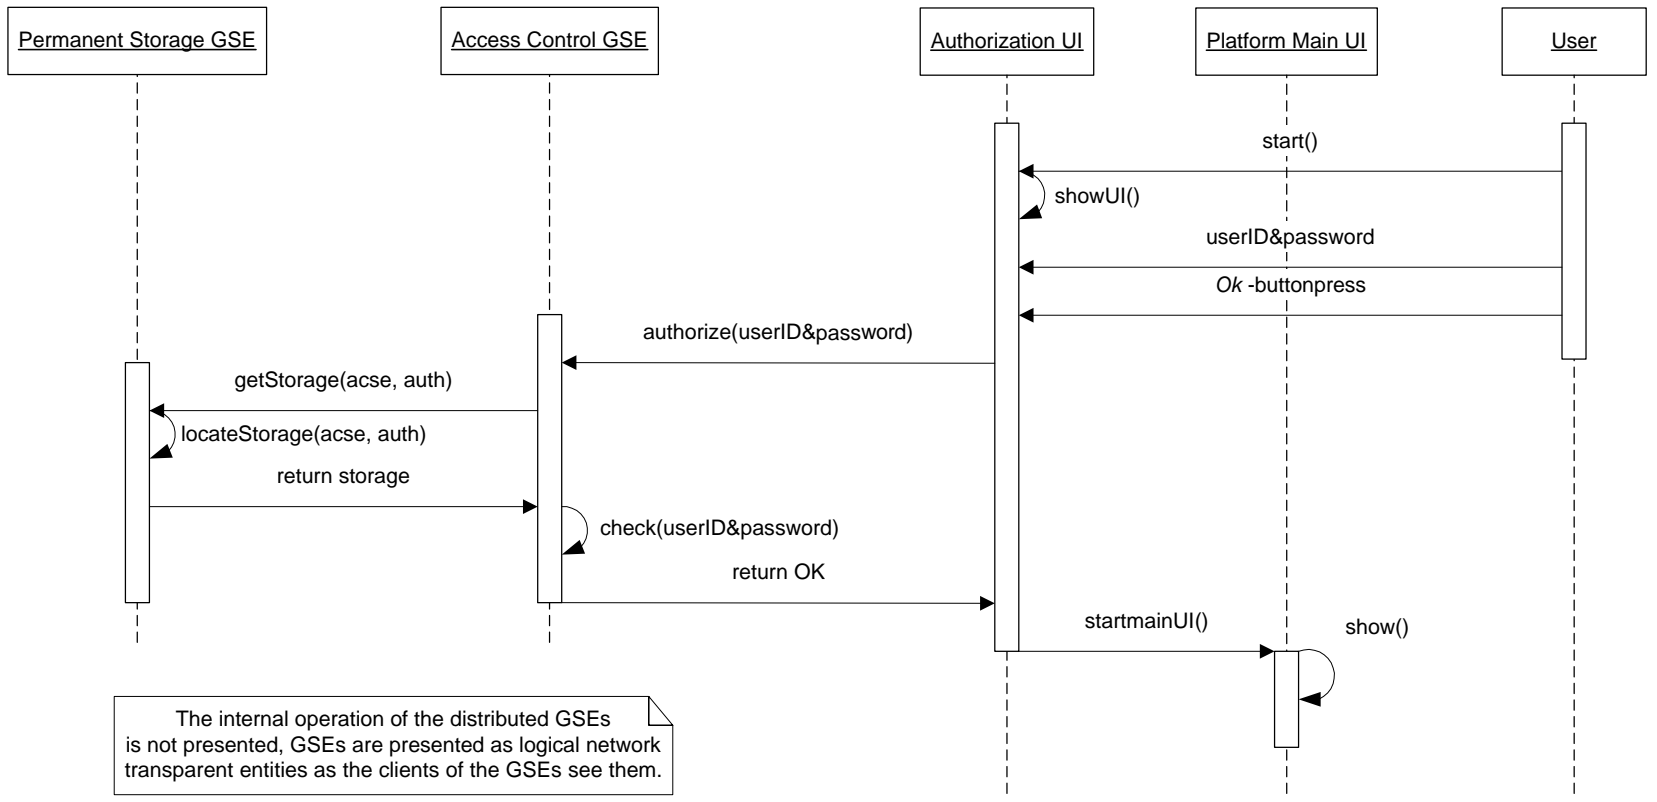 Permanent Storage GSE
Access Control GSE
Authorization UI
Platform Main UI
User
start()
showUI()
userID&password
Ok -buttonpress
authorize(userID&password)
getStorage(acse, auth)
locateStorage(acse, auth)
return storage
check(userID&password)
return OK
startmainUI()
show()
The internal operation of the distributed GSEs
is not presented, GSEs are presented as logical network
transparent entities as the clients of the GSEs see them.